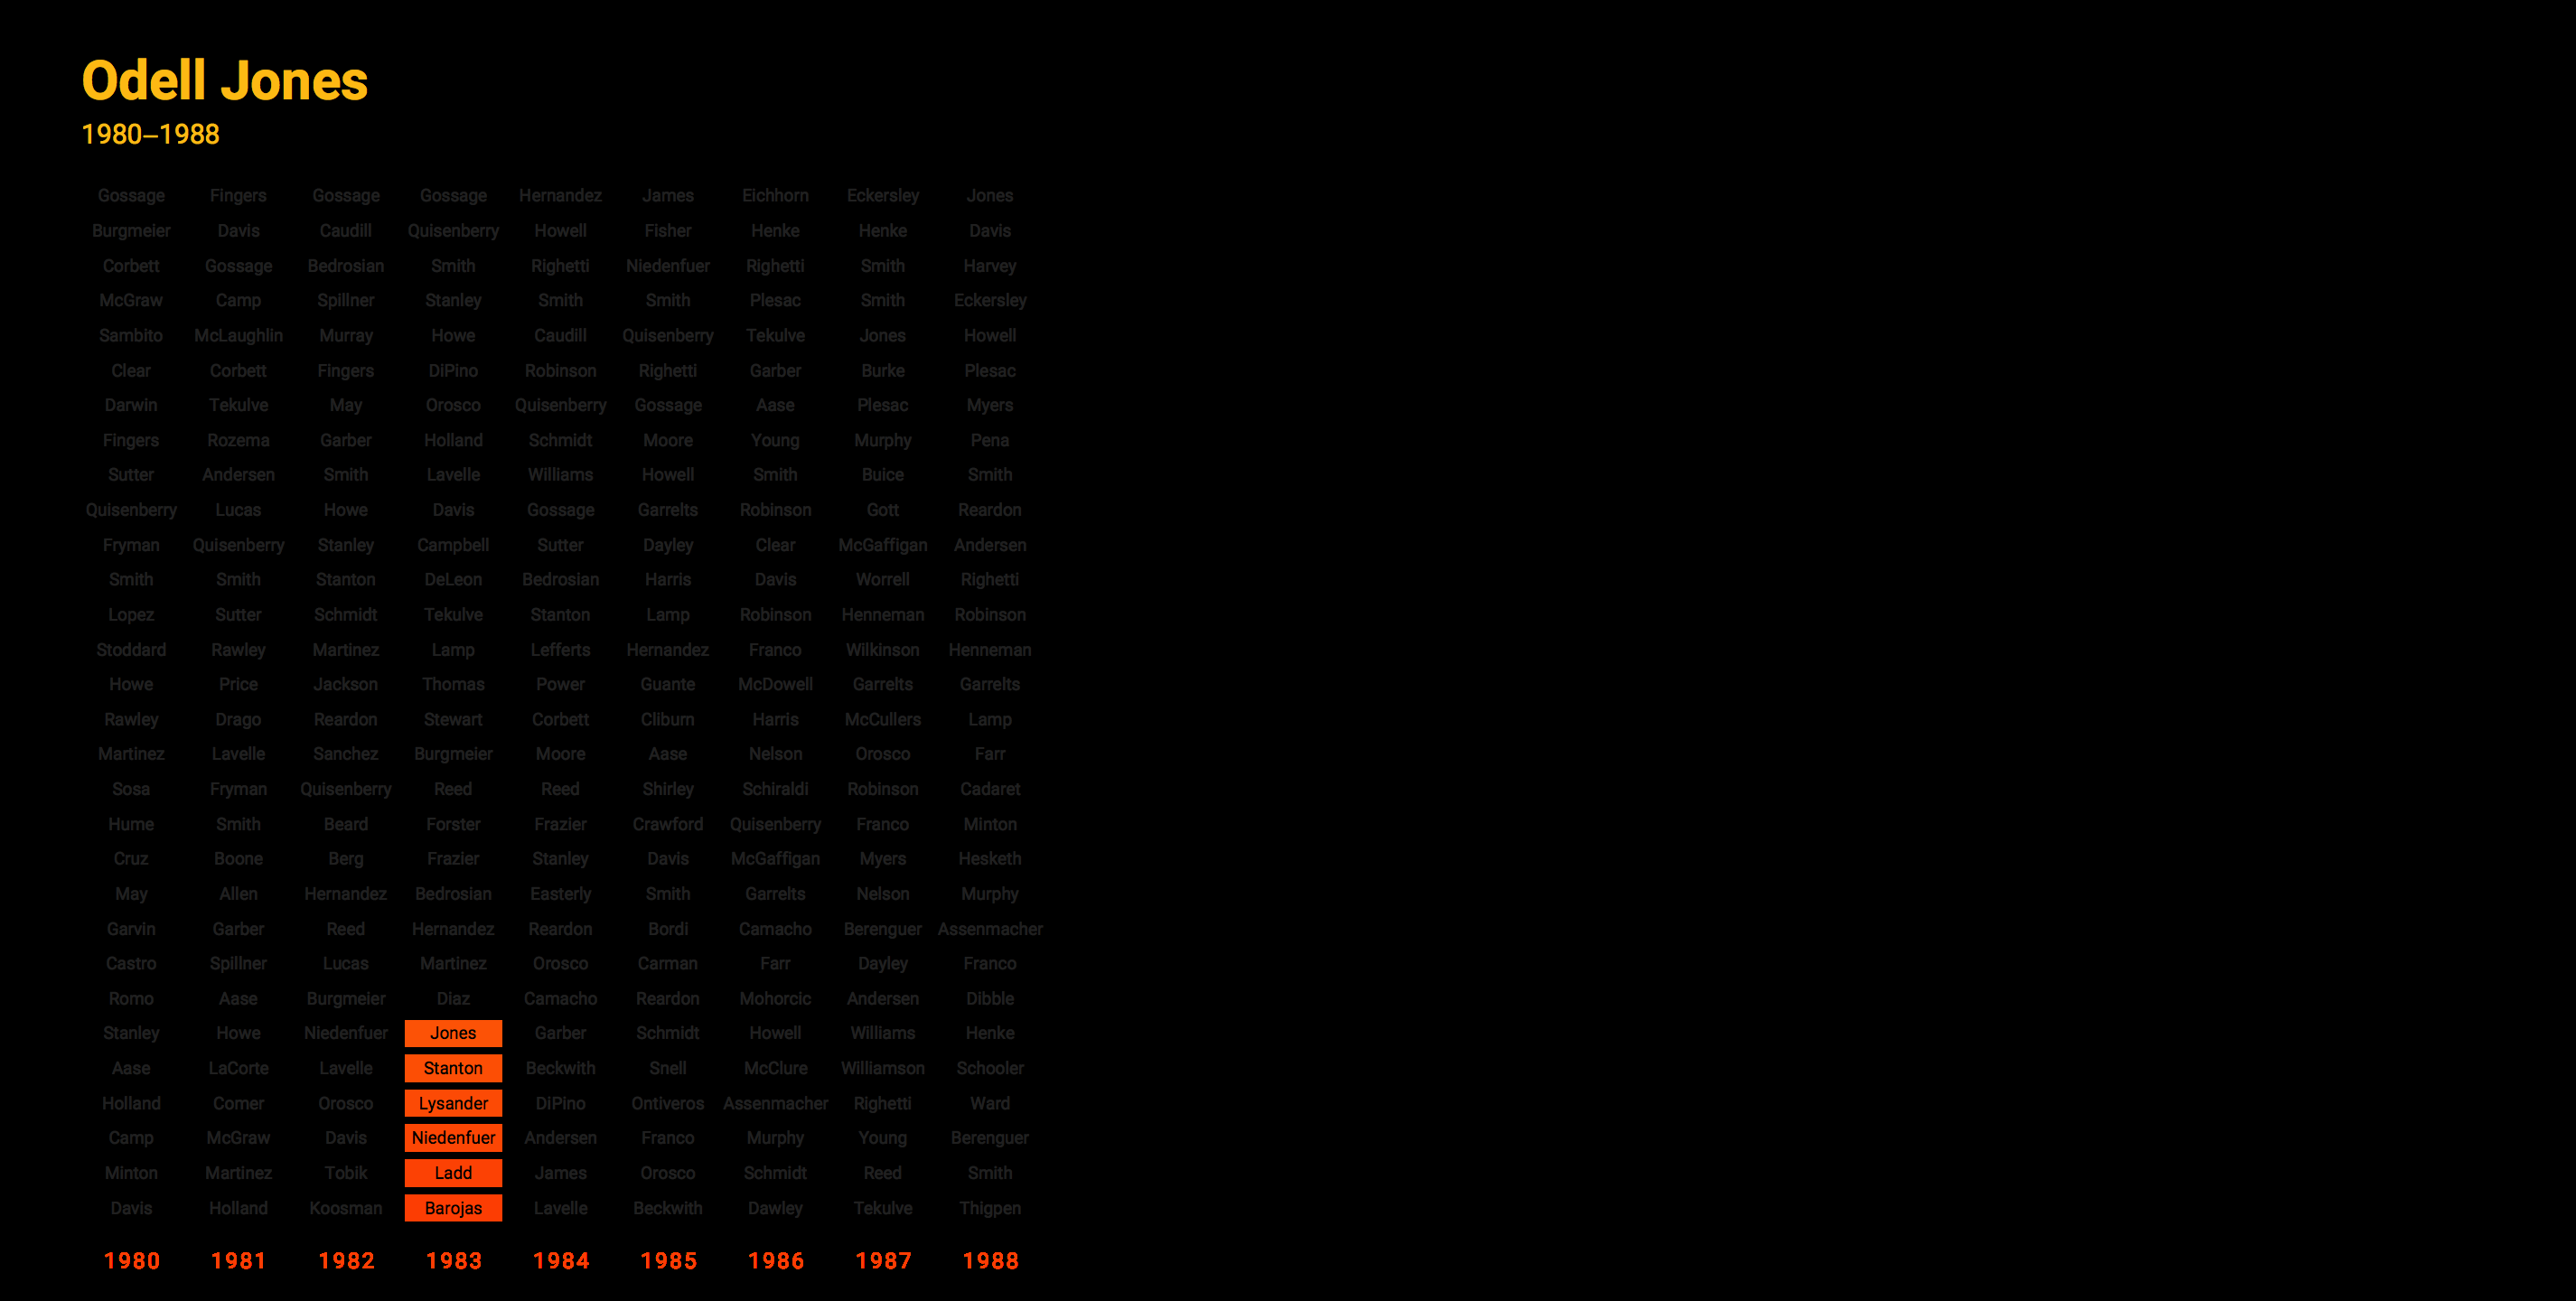 Odell Jones
1980–1988
Gossage Fingers Gossage Gossage Hernandez James Eichhorn Eckersley Jones
Burgmeier Davis Caudill Quisenberry Howell Fisher Henke Henke Davis
Corbett Gossage Bedrosian Smith Righetti Niedenfuer Righetti Smith Harvey
McGraw Camp Spillner Stanley Smith Smith Plesac Smith Eckersley
Sambito McLaughlin Murray Howe Caudill Quisenberry Tekulve Jones Howell
Clear Corbett Fingers DiPino Robinson Righetti Garber Burke Plesac
Darwin Tekulve May Orosco Quisenberry Gossage Aase Plesac Myers
Fingers Rozema Garber Holland Schmidt Moore Young Murphy Pena
Sutter Andersen Smith Lavelle Williams Howell Smith Buice Smith
Quisenberry Lucas Howe Davis Gossage Garrelts Robinson Gott Reardon
Fryman Quisenberry Stanley Campbell Sutter Dayley Clear McGaffigan Andersen
Smith Smith Stanton DeLeon Bedrosian Harris Davis Worrell Righetti
Lopez Sutter Schmidt Tekulve Stanton Lamp Robinson Henneman Robinson
Stoddard Rawley Martinez Lamp Lefferts Hernandez Franco Wilkinson Henneman
Howe Price Jackson Thomas Power Guante McDowell Garrelts Garrelts
Rawley Drago Reardon Stewart Corbett Cliburn Harris McCullers Lamp
Martinez Lavelle Sanchez Burgmeier Moore Aase Nelson Orosco Farr
Sosa Fryman Quisenberry Reed Reed Shirley Schiraldi Robinson Cadaret
Hume Smith Beard Forster Frazier Crawford Quisenberry Franco Minton
Cruz Boone Berg Frazier Stanley Davis McGaffigan Myers Hesketh
May Allen Hernandez Bedrosian Easterly Smith Garrelts Nelson Murphy
Garvin Garber Reed Hernandez Reardon Bordi Camacho Berenguer Assenmacher
Castro Spillner Lucas Martinez Orosco Carman Farr Dayley Franco
Romo Aase Burgmeier Diaz Camacho Reardon Mohorcic Andersen Dibble
Stanley Howe Niedenfuer Jones Garber Schmidt Howell Williams Henke
Aase LaCorte Lavelle Stanton Beckwith Snell McClure Williamson Schooler
Holland Comer Orosco Lysander DiPino Ontiveros Assenmacher Righetti Ward
Camp McGraw Davis Niedenfuer Andersen Franco Murphy Young Berenguer
Minton Martinez Tobik Ladd James Orosco Schmidt Reed Smith
Davis Holland Koosman Barojas Lavelle Beckwith Dawley Tekulve Thigpen
1980 1981 1982 1983 1984 1985 1986 1987 1988